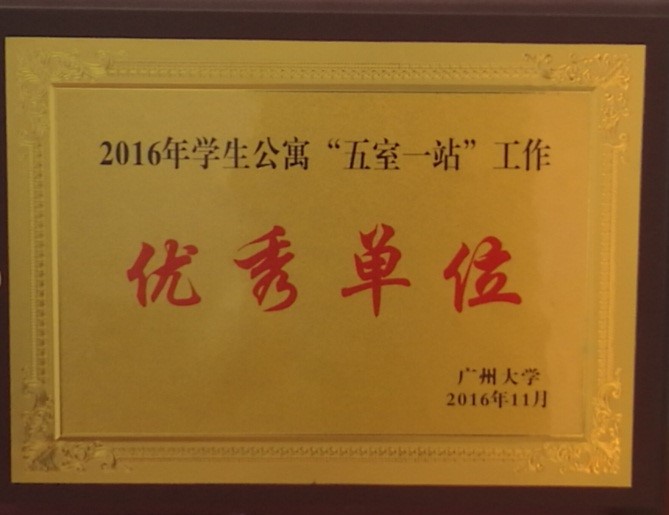 2016年学生公寓“五室一站”工作
优秀单位
广州大学
2016年11月